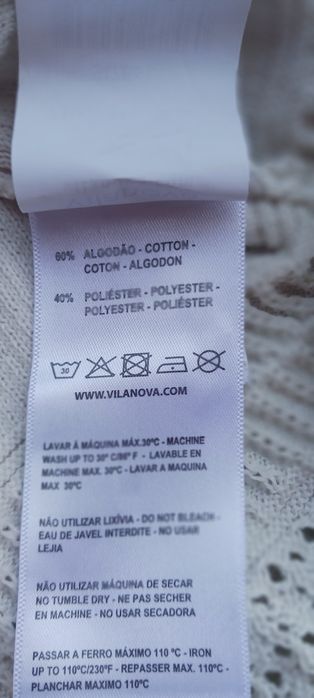 60% ALGODÃO - COTTON -
COTON - ALGODON
40% POLIÉSTER - POLYESTER -
POLYESTER - POLIÉSTER
30
WWW.VILANOVA.COM
LAVAR Á MÁQUINA MÁX.30ºC - MACHINE
WASH UP TO 30º C/86º F - LAVABLE EN
MACHINE MAX. 30ºC - LAVAR A MAQUINA
MAX 30ºC
NÃO UTILIZAR LIXÍVIA - DO NOT BLEACH -
EAU DE JAVEL INTERDITE - NO USAR
LEJIA
NÃO UTILIZAR MÁQUINA DE SECAR
NO TUMBLE DRY - NE PAS SECHER
EN MACHINE - NO USAR SECADORA
PASSAR A FERRO MÁXIMO 110 ºC - IRON
UP TO 110ºC/230ºF - REPASSER MAX. 110ºC -
PLANCHAR MAXIMO 110ºC